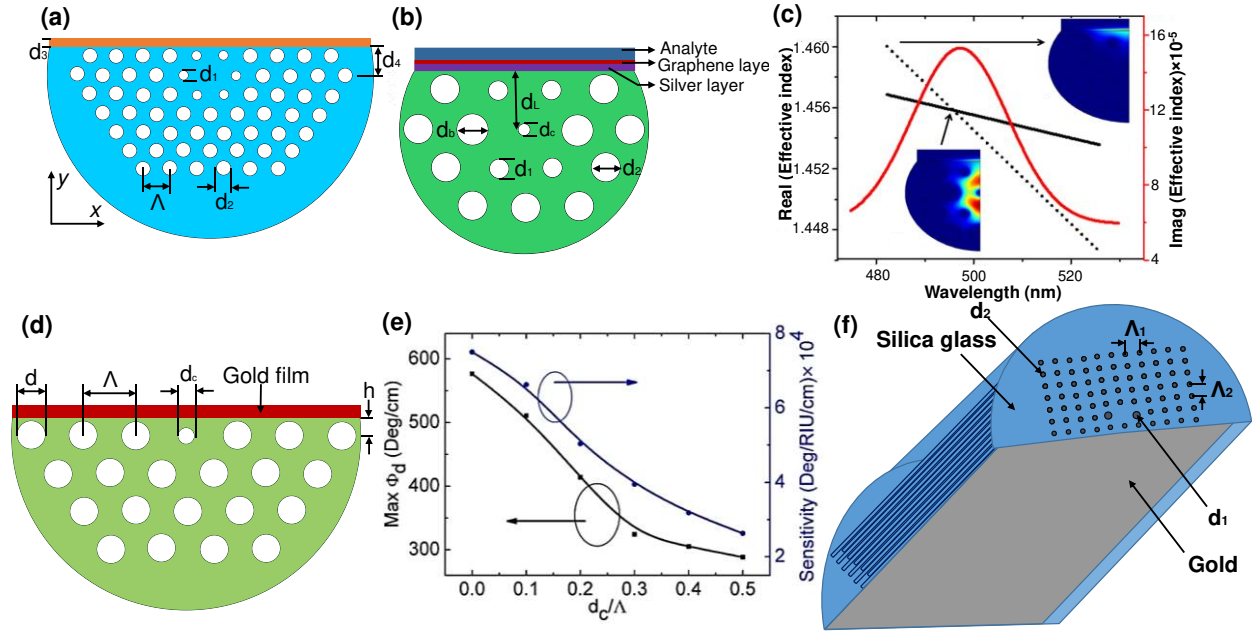 (a)
d3
d1
d4
Λ
d2
y
x
(b)
Analyte
Graphene laye
Silver layer
dL
db
dc
d1
d2
(c)
Real (Effective index)
1.460
1.456
1.452
1.448
480
500
520
Wavelength (nm)
16
12
8
4
Imag (Effective index)×10-5
(d)
d
Λ
dc
Gold film
h
(e)
Max Φd (Deg/cm)
600
500
400
300
0.0
0.1
0.2
0.3
0.4
0.5
dc/Λ
8
6
4
2
Sensitivity (Deg/RIU/cm)× 10^4
(f)
d2
Silica glass
Λ1
Λ2
d1
Gold